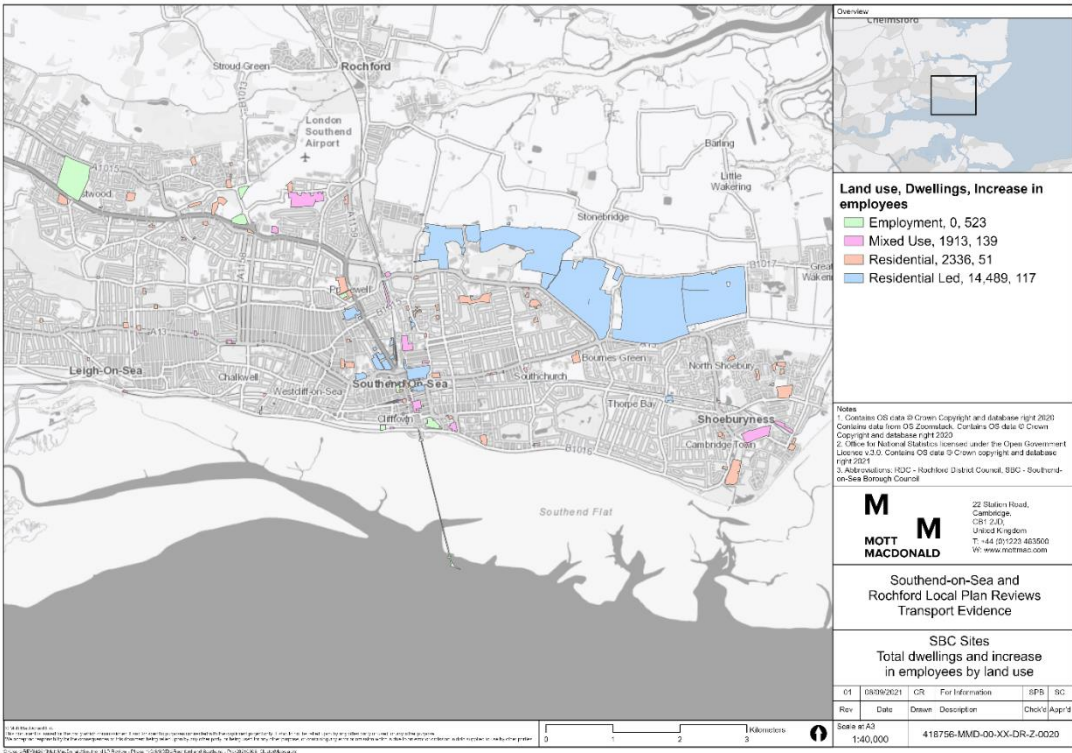 Stroud Green
Rochford
B1013
London
Southend
Airport
A1015
Barling
Little
Wakering
Stonebridge
B1017
A13
Leigh-On-Sea
Chalkwell
Westcliff-on-Sea
Southend-On-Sea
Southchurch
Bournes Green
North Shoebury
Thorpe Bay
Shoeburyness
Cambridge Town
B1016
Southend Flat
Overview
Chelmsford
Land use, Dwellings, Increase in
employees
Employment, 0, 523
Mixed Use, 1913, 139
Residential, 2336, 51
Residential Led, 14,489, 117
Notes
1. Contains OS data © Crown Copyright and database right 2020
Contains data from OS Zoomstack. Contains OS data © Crown
Copyright and database right 2020
2. Office for National Statistics licensed under the Open Government
Licence v.3.0. Contains OS data © Crown copyright and database
right 2021
3. Abbreviations: RDC - Rochford District Council, SBC - Southend-
on-Sea Borough Council
M
M
MOTT
MACDONALD
22 Station Road,
Cambridge,
CB1 2JD,
United Kingdom
T: +44 (0)1223 463500
W: www.mottmac.com
Southend-on-Sea and
Rochford Local Plan Reviews
Transport Evidence
SBC Sites
Total dwellings and increase
in employees by land use
01 08/09/2021 CR For Information SPB SC
Rev Date Drawn Description Chck'd Appr'd
Scale at A3
1:40,000
418756-MMD-00-XX-DR-Z-0020
0 1 2 3
Kilometers